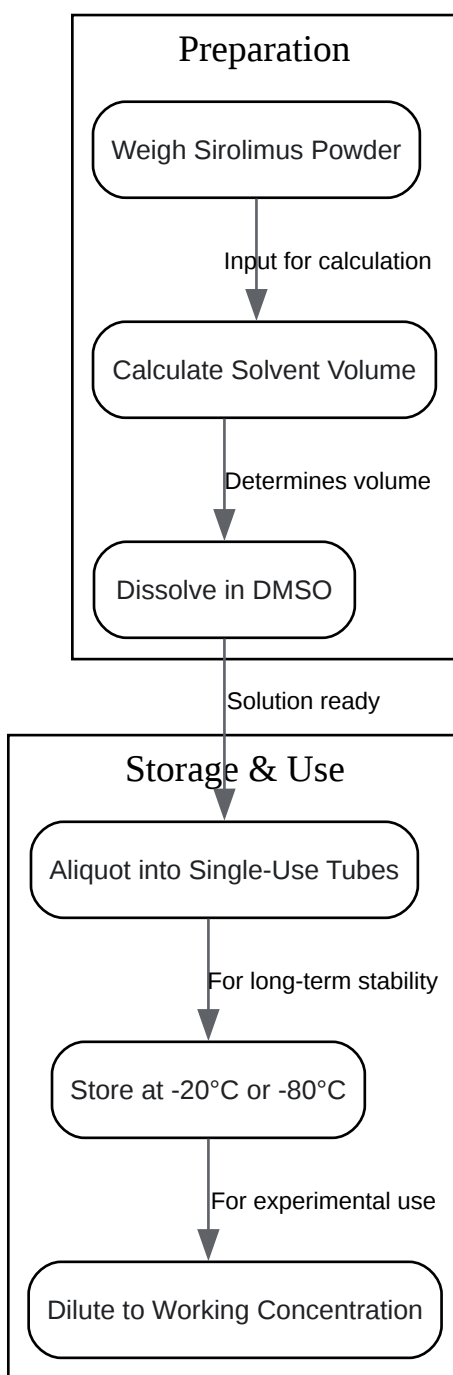 Preparation
Weigh Sirolimus Powder
Input for calculation
Calculate Solvent Volume
Determines volume
Dissolve in DMSO
Solution ready
Storage & Use
Aliquot into Single-Use Tubes
For long-term stability
Store at -20°C or -80°C
For experimental use
Dilute to Working Concentration